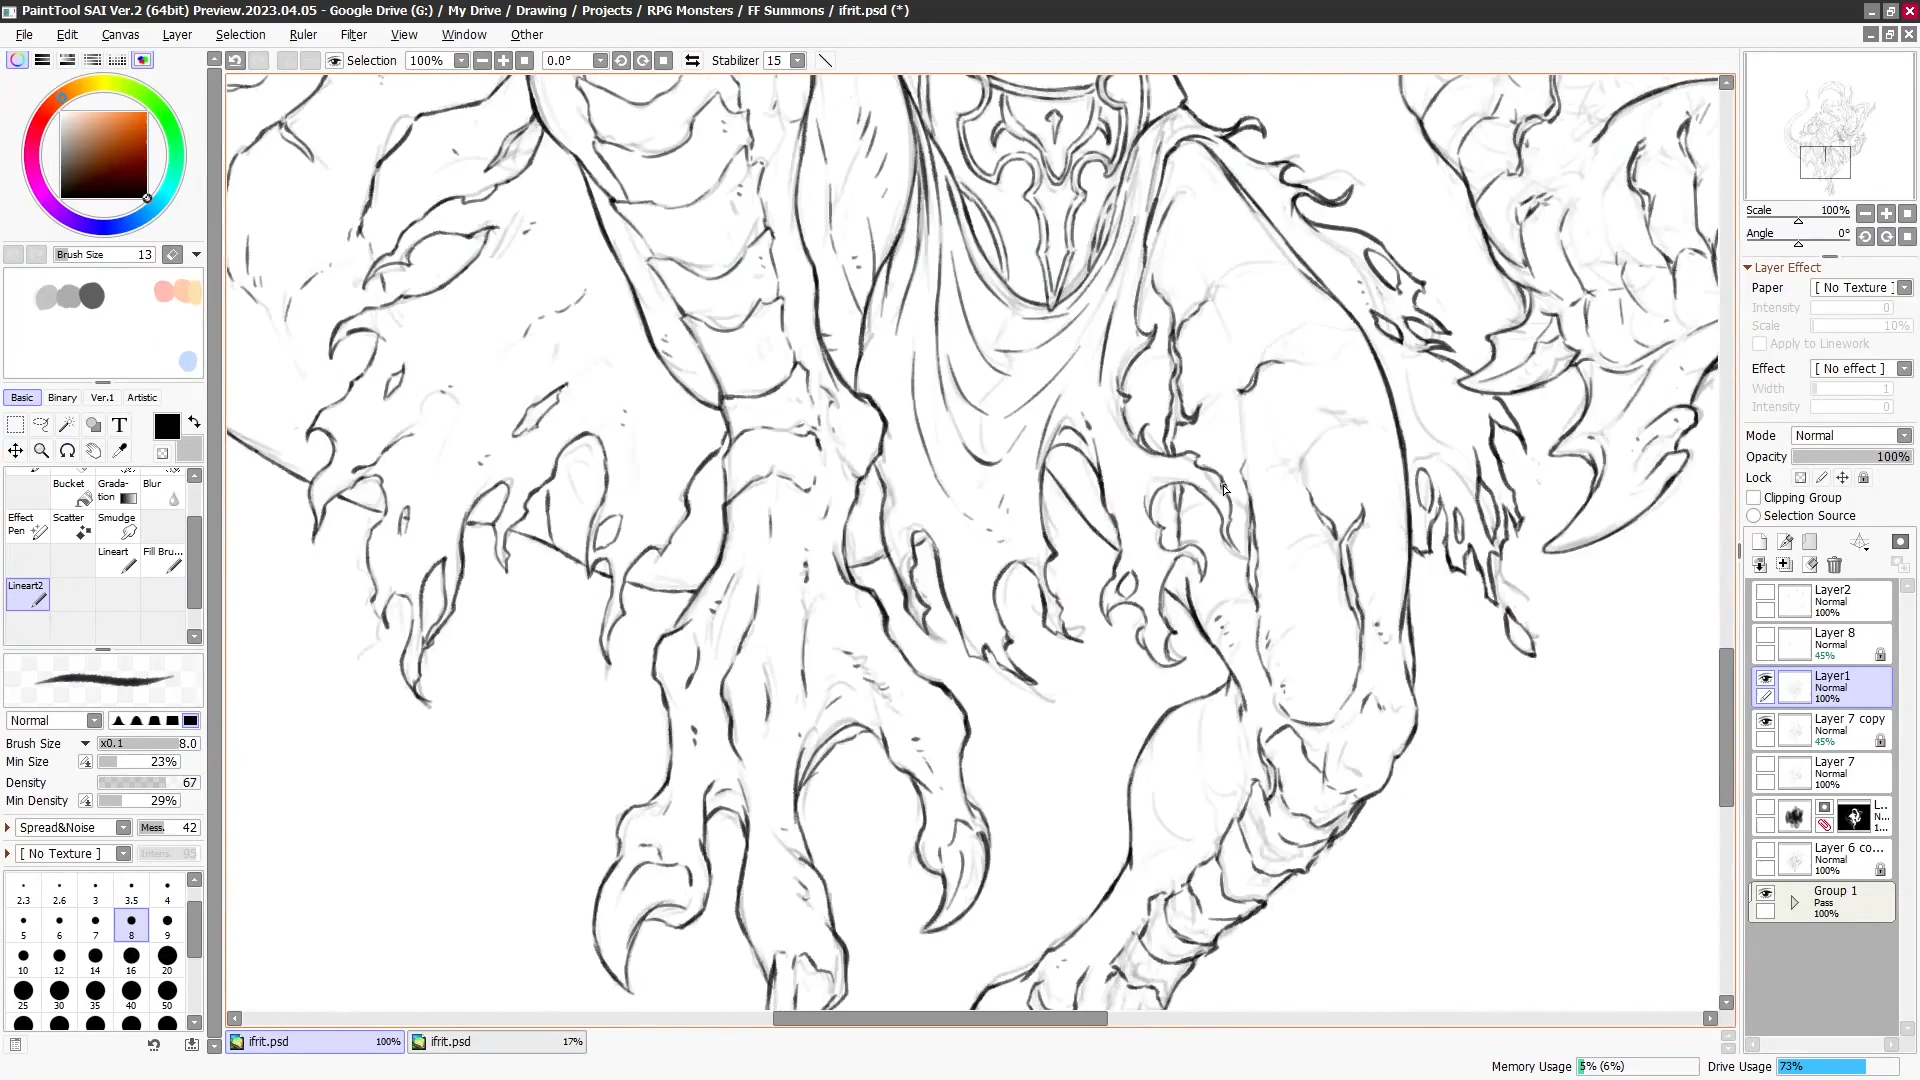 PaintTool SAI Ver.2 (64bit) Preview.2023.04.05 - Google Drive (G:) / My Drive / Drawing / Projects / RPG Monsters / FF Summons / ifrit.psd (*)
File Edit Canvas Layer Selection Ruler Filter View Window Other
Selection 100% 0.0° Stabilizer 15
Brush Size 13
Basic Binary Ver.1 Artistic
T
Bucket Grada-tion Blur
Effect Pen Scatter Smudge
Lineart Fill Bru...
Lineart2
Normal
Brush Size x0.1 8.0
Min Size 23%
Density 67
Min Density 29%
Spread&Noise Mess. 42
[ No Texture ] Intens. 95
2.3 2.6 3 3.5 4
5 6 7 8 9
10 12 14 16 20
25 30 35 40 50
ifrit.psd 100% ifrit.psd 17%
Scale 100%
Angle 0°
Layer Effect
Paper [ No Texture ]
Intensity 0
Scale 10%
Apply to Linework
Effect [ No effect ]
Width 1
Intensity 0
Mode Normal
Opacity 100%
Lock
Clipping Group
Selection Source
Layer2
Normal
100%
Layer 8
Normal
45%
Layer1
Normal
100%
Layer 7 copy
Normal
45%
Layer 7
Normal
100%
L..
N...
1...
Layer 6 co...
Normal
100%
Group 1
Pass
100%
Memory Usage 5% (6%) Drive Usage 73%